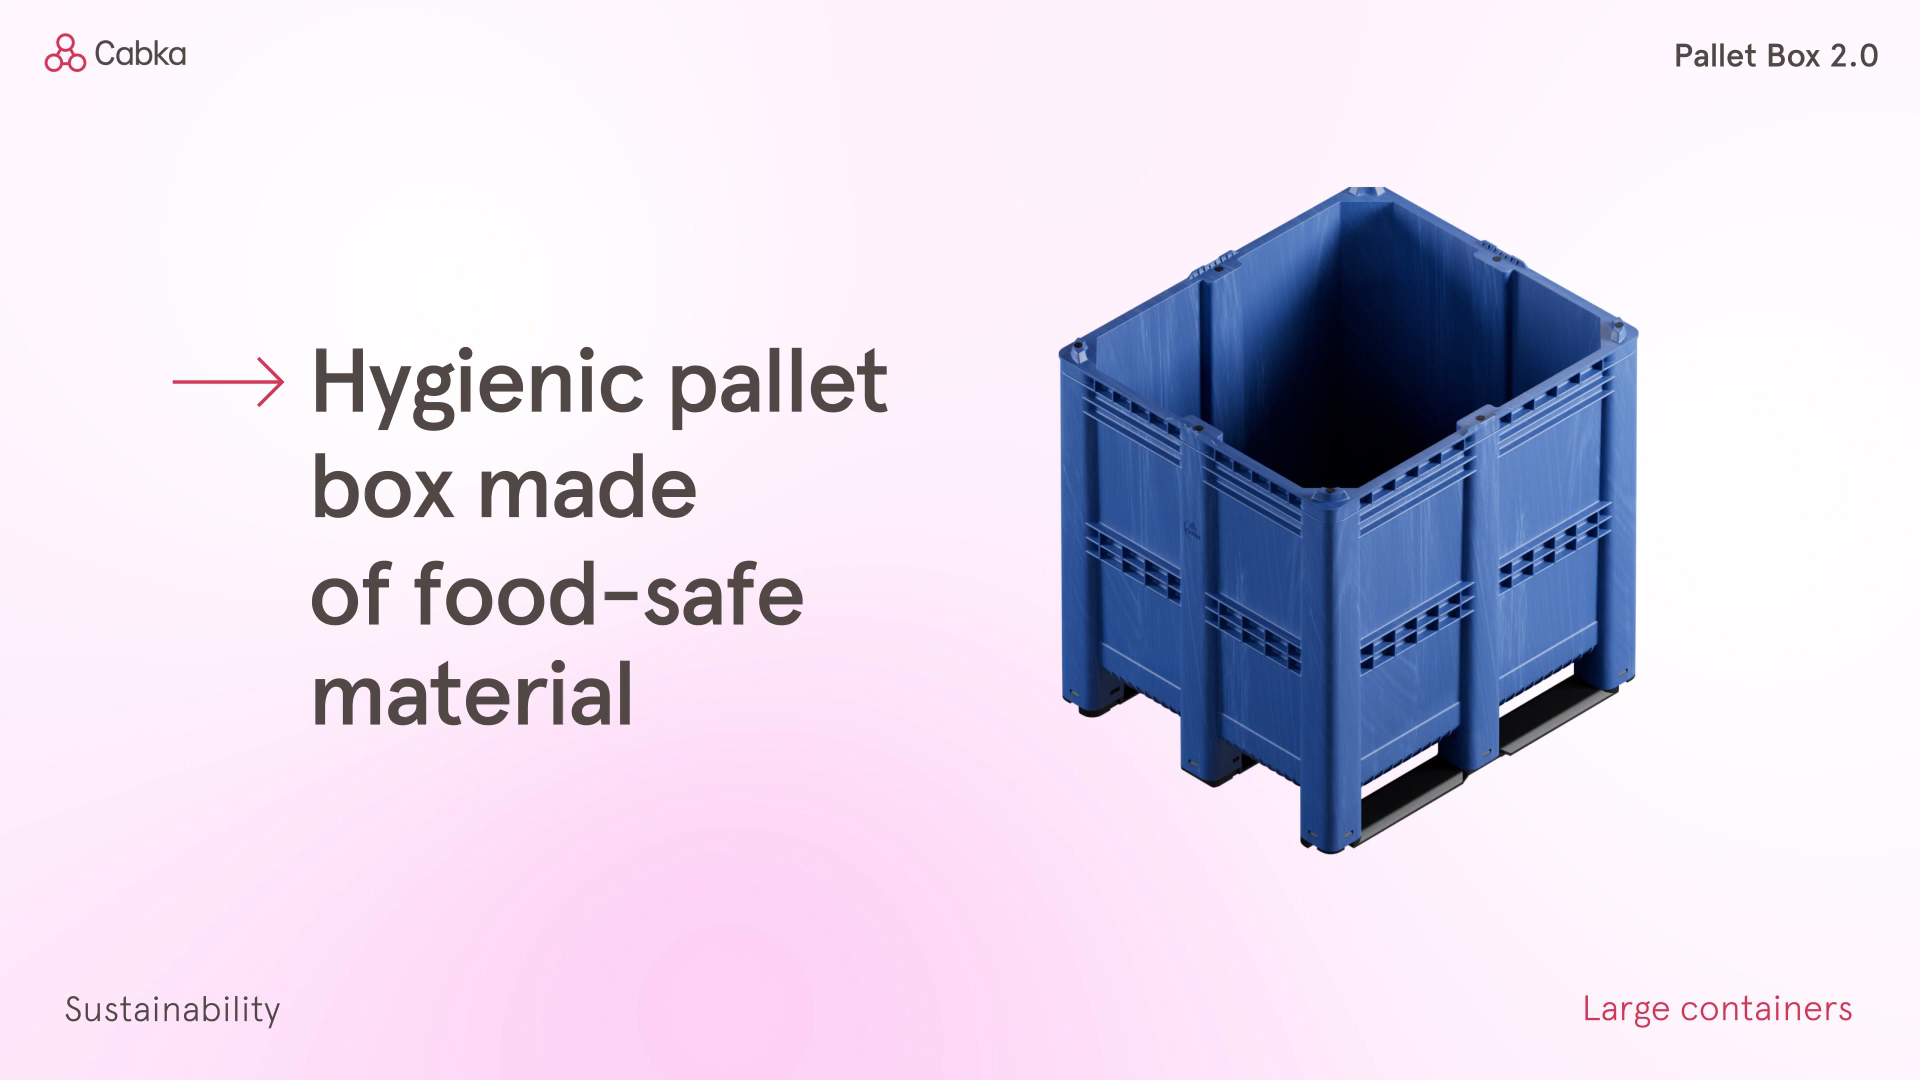 Cabka
Pallet Box 2.0
Hygienic pallet
box made
of food-safe
material
Sustainability
Large containers